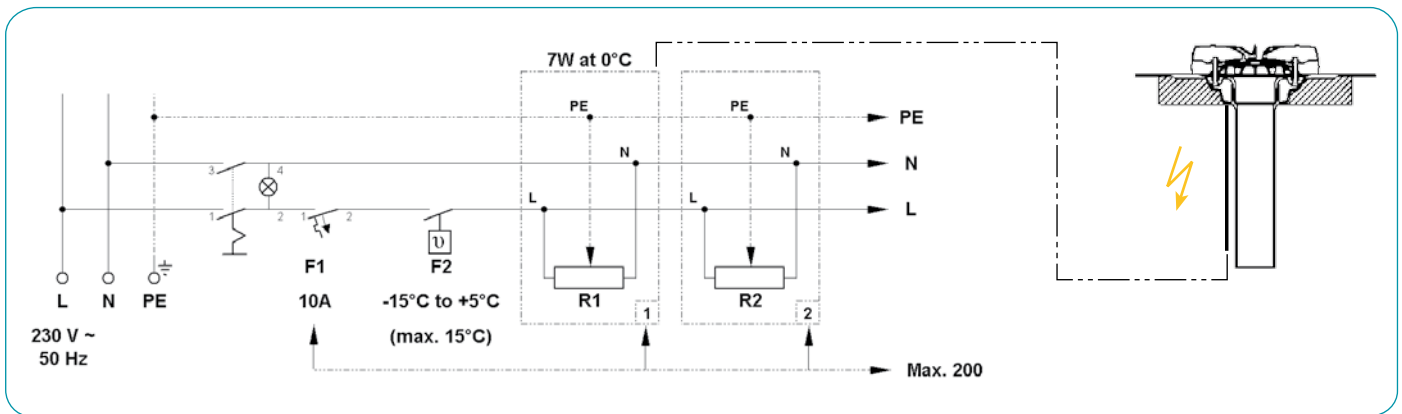 7W at 0°C
PE PE PE
3 4 N N N
1 2 1 2 L L L
υ
F1 F2 R1 R2
L N PE 10A -15°C to +5°C 1 2
230 V ~ (max. 15°C)
50 Hz
Max. 200